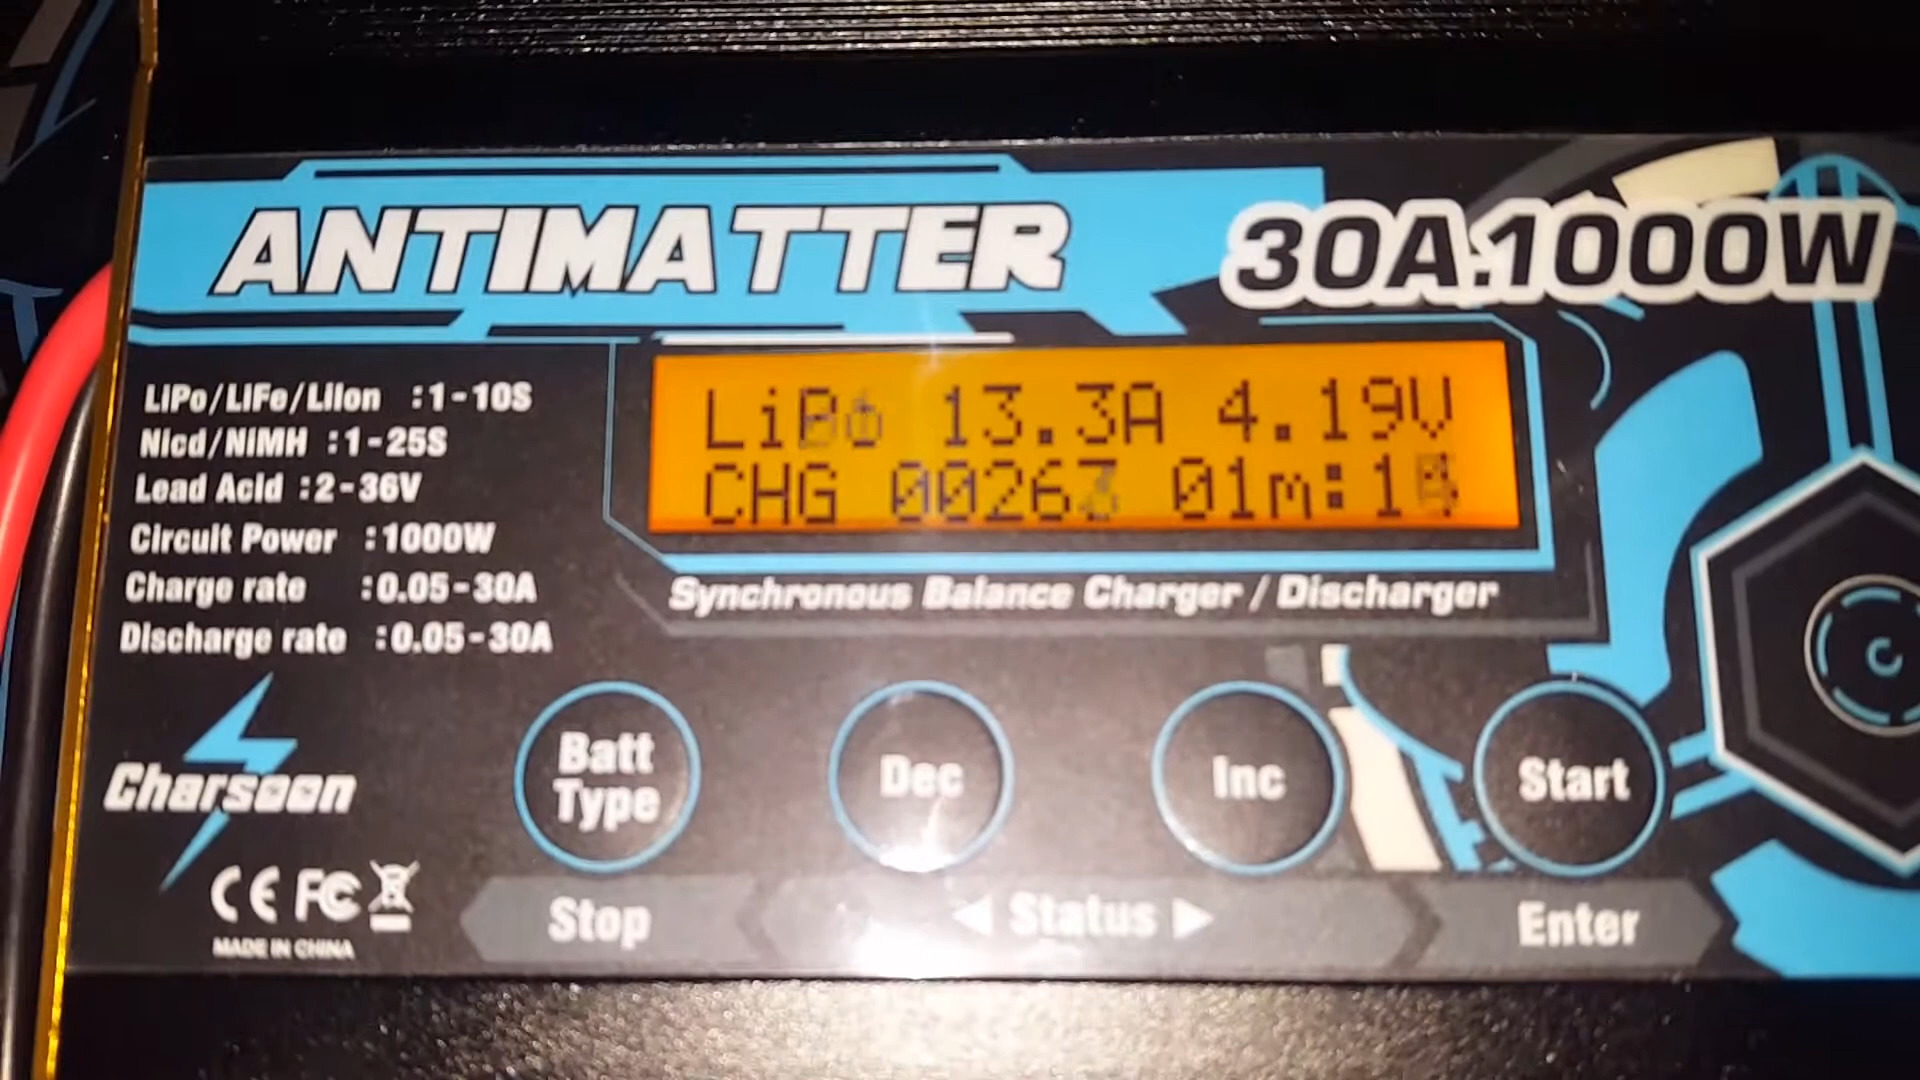 ANTIMATTER
30A.1000W
LiPo/LiFe/LiIon :1-10S
Nicd/NiMH :1-25S
Lead Acid :2-36V
Circuit Power :1000W
Charge rate :0.05-30A
Discharge rate :0.05-30A
13.3A 4.19V
CHG
Synchronous Balance Charger / Discharger
Batt Type
Dec
Inc
Start
Charsoon
Stop
◀ Status ▶
Enter
CE FC
MADE IN CHINA